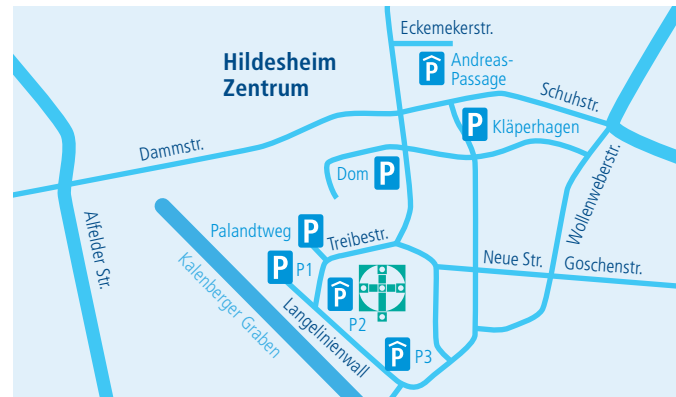 Eckemekerstr.
Hildesheim
Zentrum
P
Andreas-
Passage
Schuhstr.
P
Kläperhagen
Dammstr.
Wollenweberstr.
Dom
P
Palandtweg
P
Treibestr.
Alfelder Str.
Kalenberger Graben
P
P1
Neue Str.
Goschenstr.
P
P2
Langelinienwall
P
P3